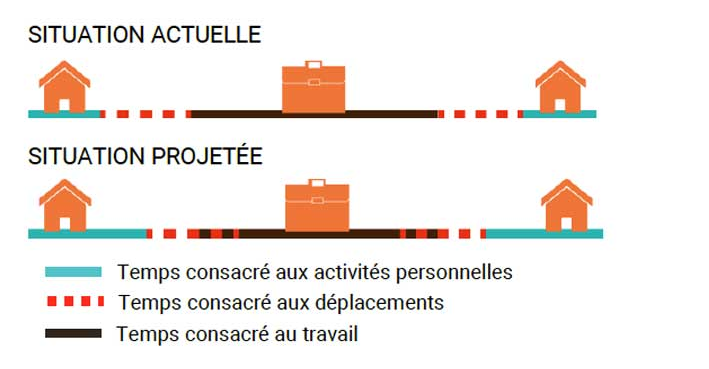 SITUATION ACTUELLE
SITUATION PROJETÉE
Temps consacré aux activités personnelles
Temps consacré aux déplacements
Temps consacré au travail